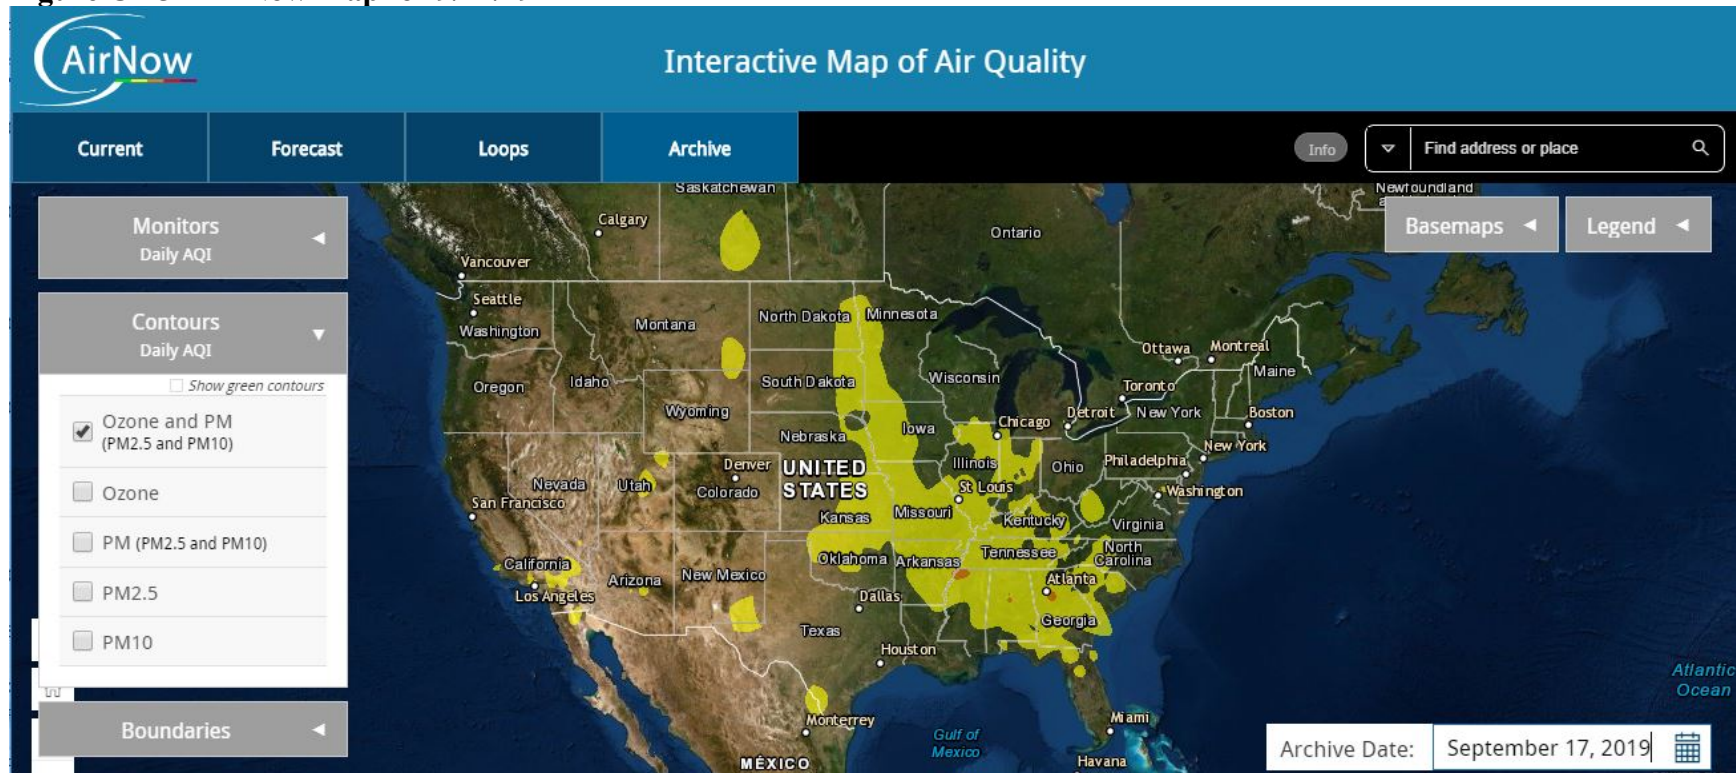 AirNow
Interactive Map of Air Quality
Current
Forecast
Loops
Archive
Info
Find address or place
Monitors
Daily AQI
Contours
Daily AQI
Show green contours
Ozone and PM
(PM2.5 and PM10)
Ozone
PM (PM2.5 and PM10)
PM2.5
PM10
Boundaries
Basemaps
Legend
Saskatchewan
Newfoundland
Calgary
Ontario
Vancouver
Seattle
Washington
Montana
North Dakota
Minnesota
Ottawa
Montreal
Maine
Oregon
Idaho
South Dakota
Wisconsin
Toronto
Wyoming
Chicago
Detroit
New York
Boston
Nebraska
Iowa
New York
Denver
UNITED
STATES
Illinois
Ohio
Philadelphia
Nevada
Utah
Colorado
St Louis
Washington
San Francisco
Kansas
Missouri
Kentucky
Virginia
California
Arizona
New Mexico
Oklahoma
Arkansas
Tennessee
North
Carolina
Los Angeles
Dallas
Atlanta
Texas
Georgia
Houston
Atlantic
Ocean
Monterrey
Miami
Gulf of
Mexico
MÉXICO
Havana
Archive Date:
September 17, 2019